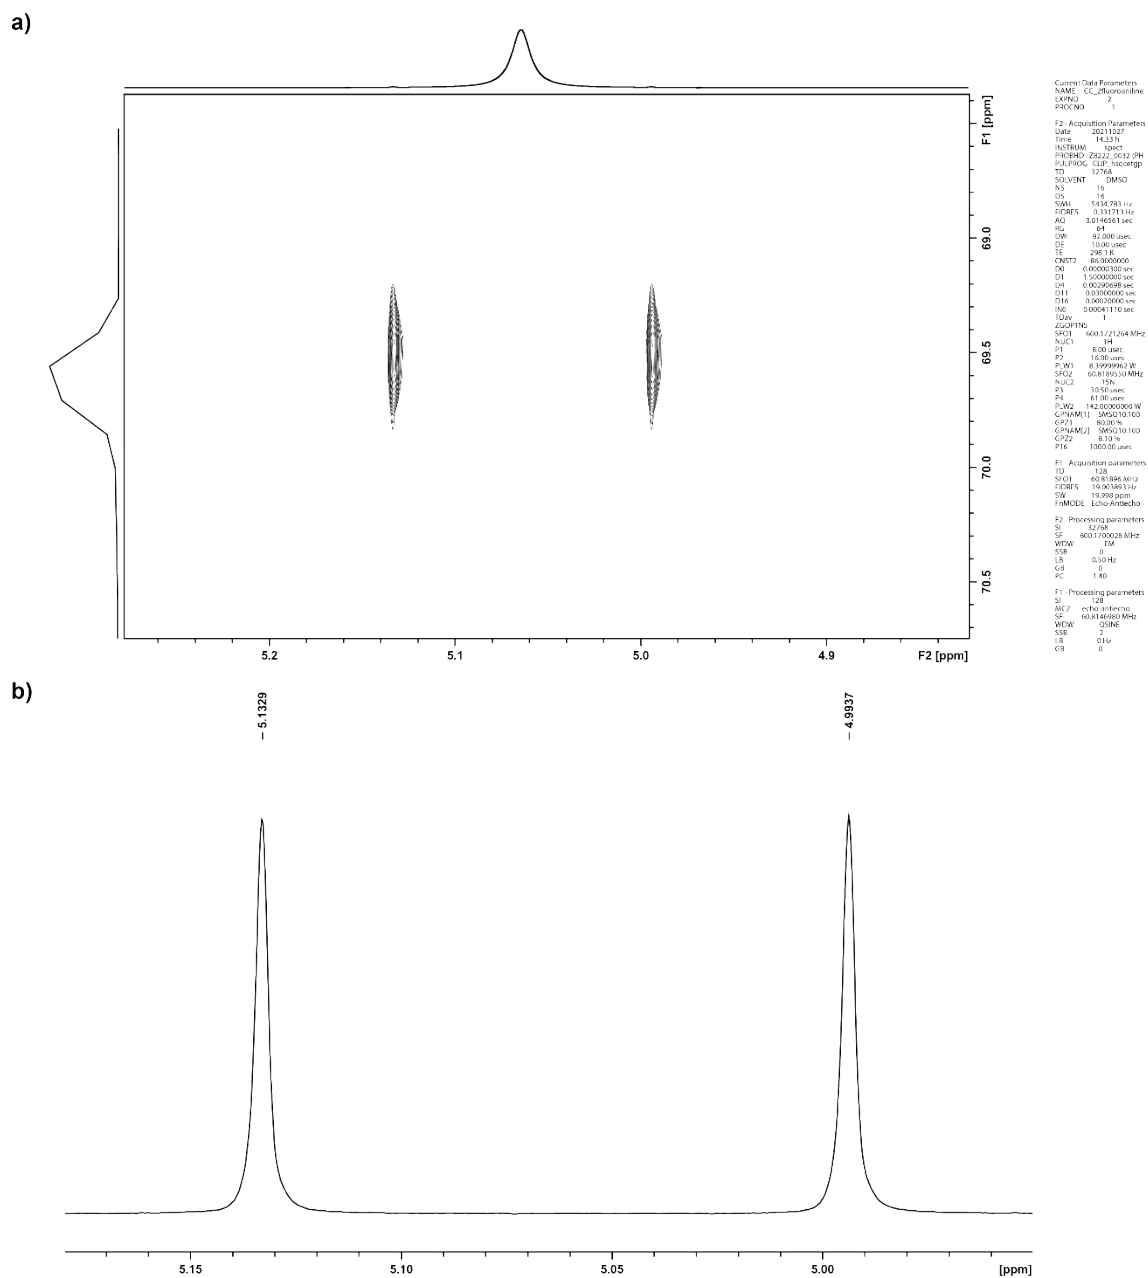 a)
F1 [ppm]
69.0
69.5
70.0
70.5
5.2
5.1
5.0
4.9
F2 [ppm]
Current Data Parameters
NAME CC_2fluoroaniline
EXPNO 2
PROCNO 1
F2 - Acquisition Parameters
Date 20211027
Time 14.33 h
INSTRUM spect
PROBHD Z8222_0032 (PH
PULPROG CLIP_hsqcetgp
TD 32768
SOLVENT DMSO
NS 16
DS 16
SWH 5434.783 Hz
FIDRES 0.331713 Hz
AQ 3.0146561 sec
RG 64
DW 92.000 usec
DE 10.00 usec
TE 298.1 K
CNST2 86.0000000
D0 0.00000300 sec
D1 1.50000000 sec
D4 0.00290698 sec
D11 0.03000000 sec
D16 0.00020000 sec
IN0 0.00041110 sec
TDav 1
ZGOPTNS
SFO1 600.1721264 MHz
NUC1 1H
P1 8.00 usec
P2 16.00 usec
PLW1 8.39999962 W
SFO2 60.8189550 MHz
NUC2 15N
P3 30.50 usec
P4 61.00 usec
PLW2 142.00000000 W
GPNAM[1] SMSQ10.100
GPZ1 80.00 %
GPNAM[2] SMSQ10.100
GPZ2 8.10 %
P16 1000.00 usec
F1 - Acquisition parameters
TD 128
SFO1 60.81896 MHz
FIDRES 19.003893 Hz
SW 19.998 ppm
FnMODE Echo-Antiecho
F2 - Processing parameters
SI 32768
SF 600.1700028 MHz
WDW EM
SSB 0
LB 0.50 Hz
GB 0
PC 1.40
F1 - Processing parameters
SI 128
MC2 echo-antiecho
SF 60.8146980 MHz
WDW QSINE
SSB 2
LB 0 Hz
GB 0
b)
5.1329
4.9937
5.15
5.10
5.05
5.00
[ppm]